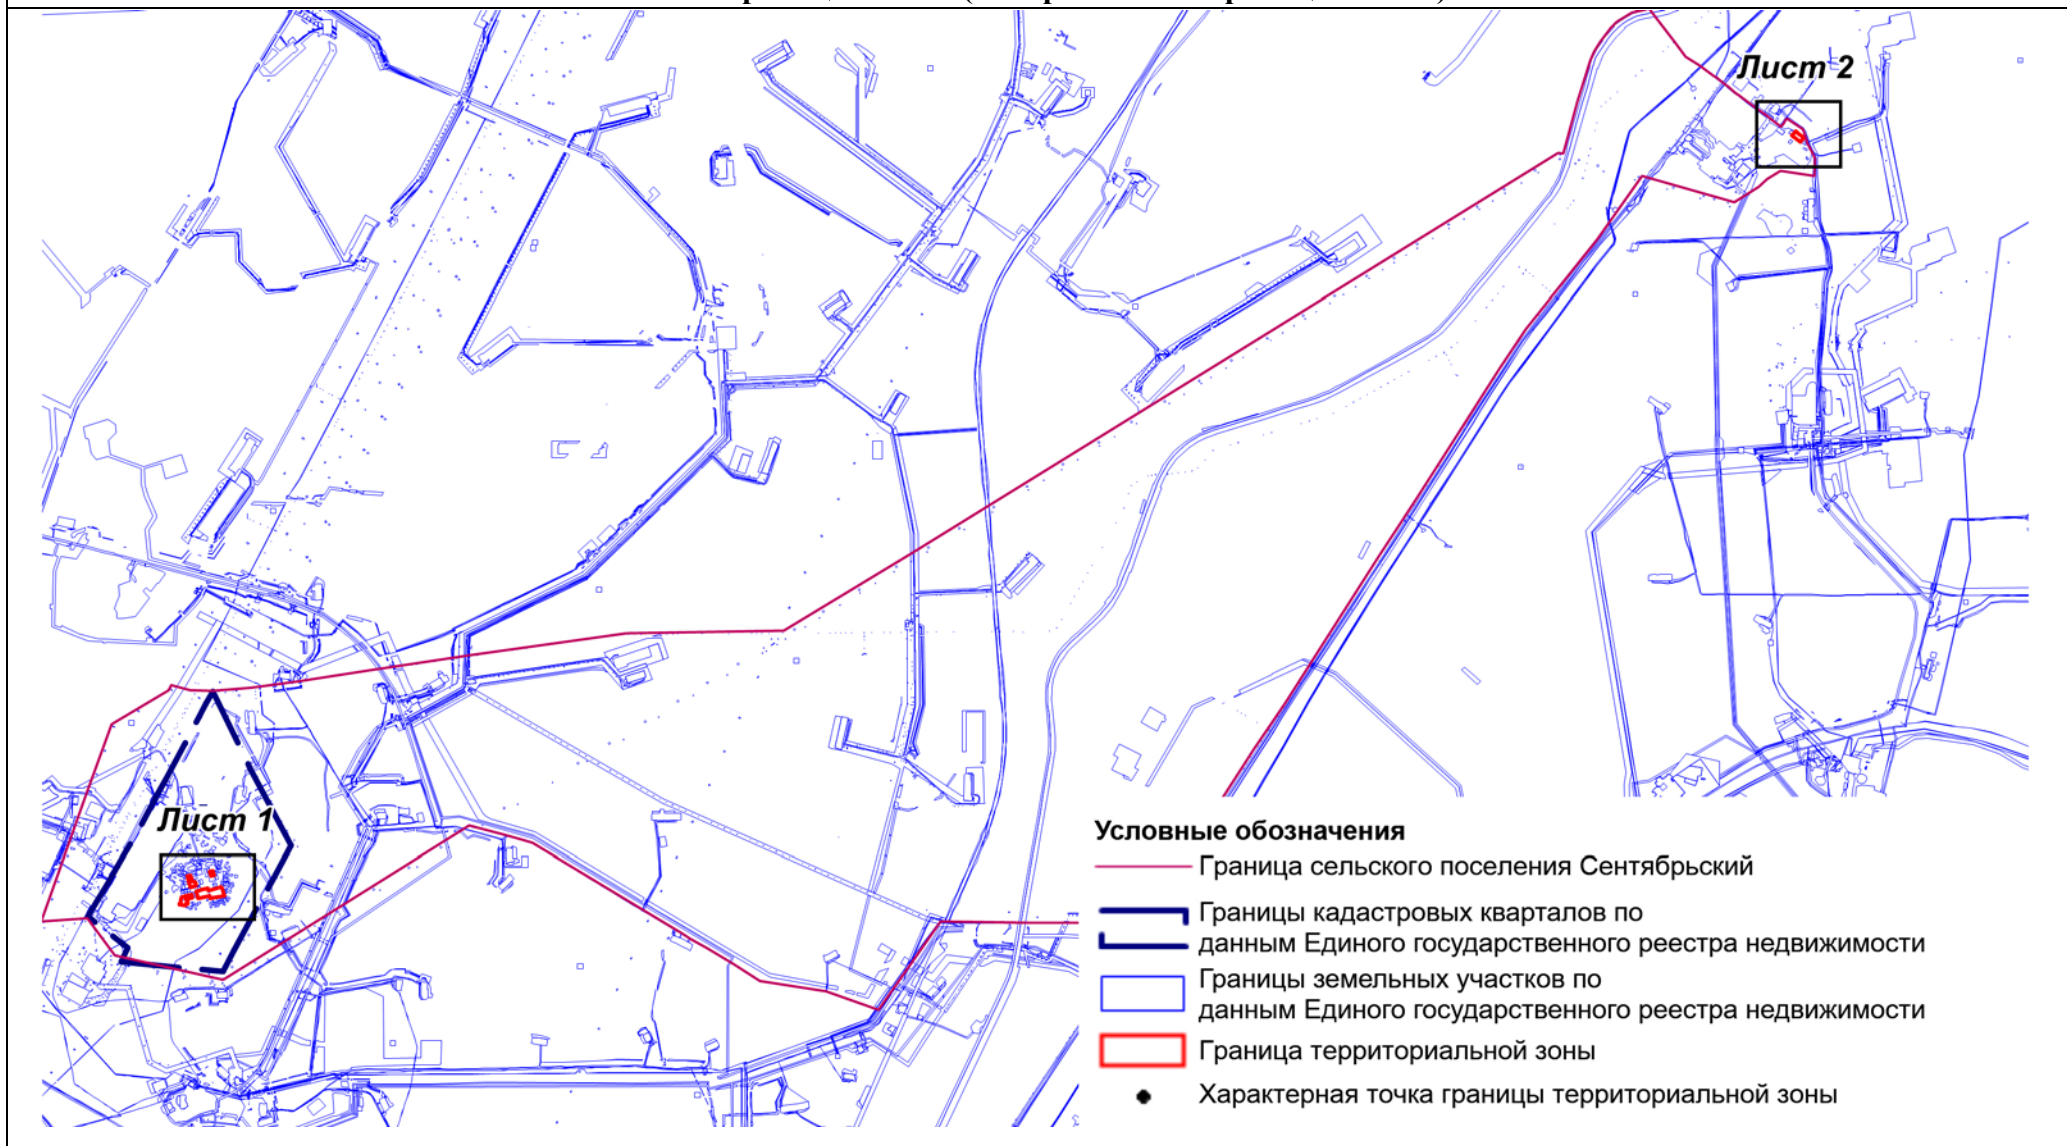 Лист 2
Лист 1
Условные обозначения
Граница сельского поселения Сентябрьский
Границы кадастровых кварталов по
данным Единого государственного реестра недвижимости
Границы земельных участков по
данным Единого государственного реестра недвижимости
Граница территориальной зоны
Характерная точка границы территориальной зоны